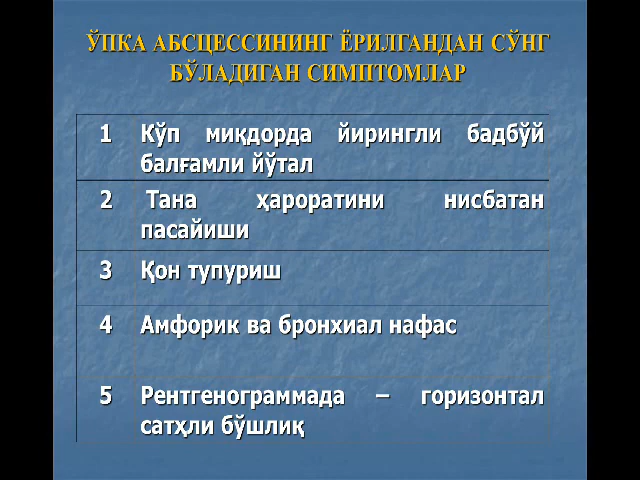 ЎПКА АБСЦЕССИНИНГ ЁРИЛГАНДАН СЎНГ
БЎЛАДИГАН СИМПТОМЛАР
1 Кўп миқдорда йирингли бадбўй
балғамли йўтал
2 Тана ҳароратини нисбатан
пасайиши
3 Қон тупуриш
4 Амфорик ва бронхиал нафас
5 Рентгенограммада – горизонтал
сатҳли бўшлиқ